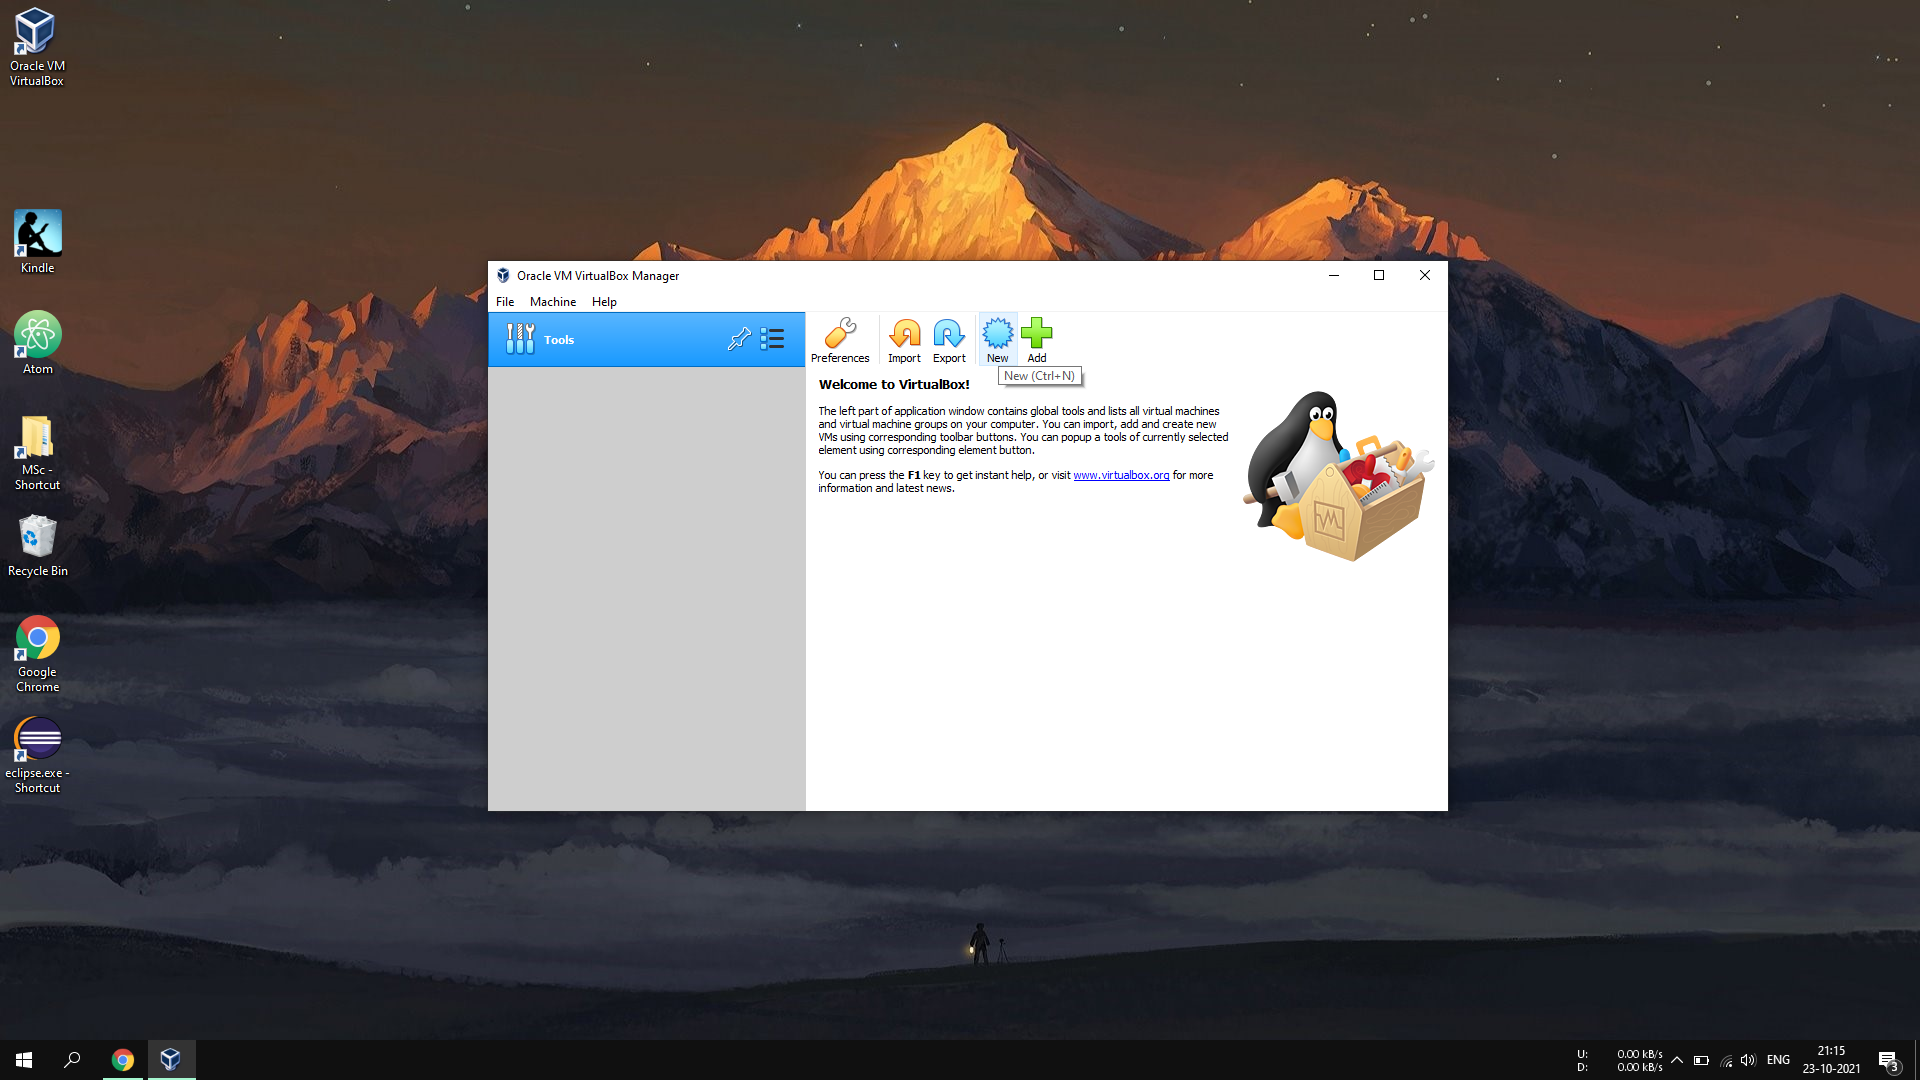 Oracle VM
VirtualBox
Kindle
Atom
MSc -
Shortcut
Recycle Bin
Google
Chrome
eclipse.exe -
Shortcut
Oracle VM VirtualBox Manager
File Machine Help
Tools
Preferences Import Export New Add
New (Ctrl+N)
Welcome to VirtualBox!
The left part of application window contains global tools and lists all virtual machines
and virtual machine groups on your computer. You can import, add and create new
VMs using corresponding toolbar buttons. You can popup a tools of currently selected
element using corresponding element button.
You can press the F1 key to get instant help, or visit www.virtualbox.org for more
information and latest news.
U: 0.00 kB/s
D: 0.00 kB/s
ENG
21:15
23-10-2021
3